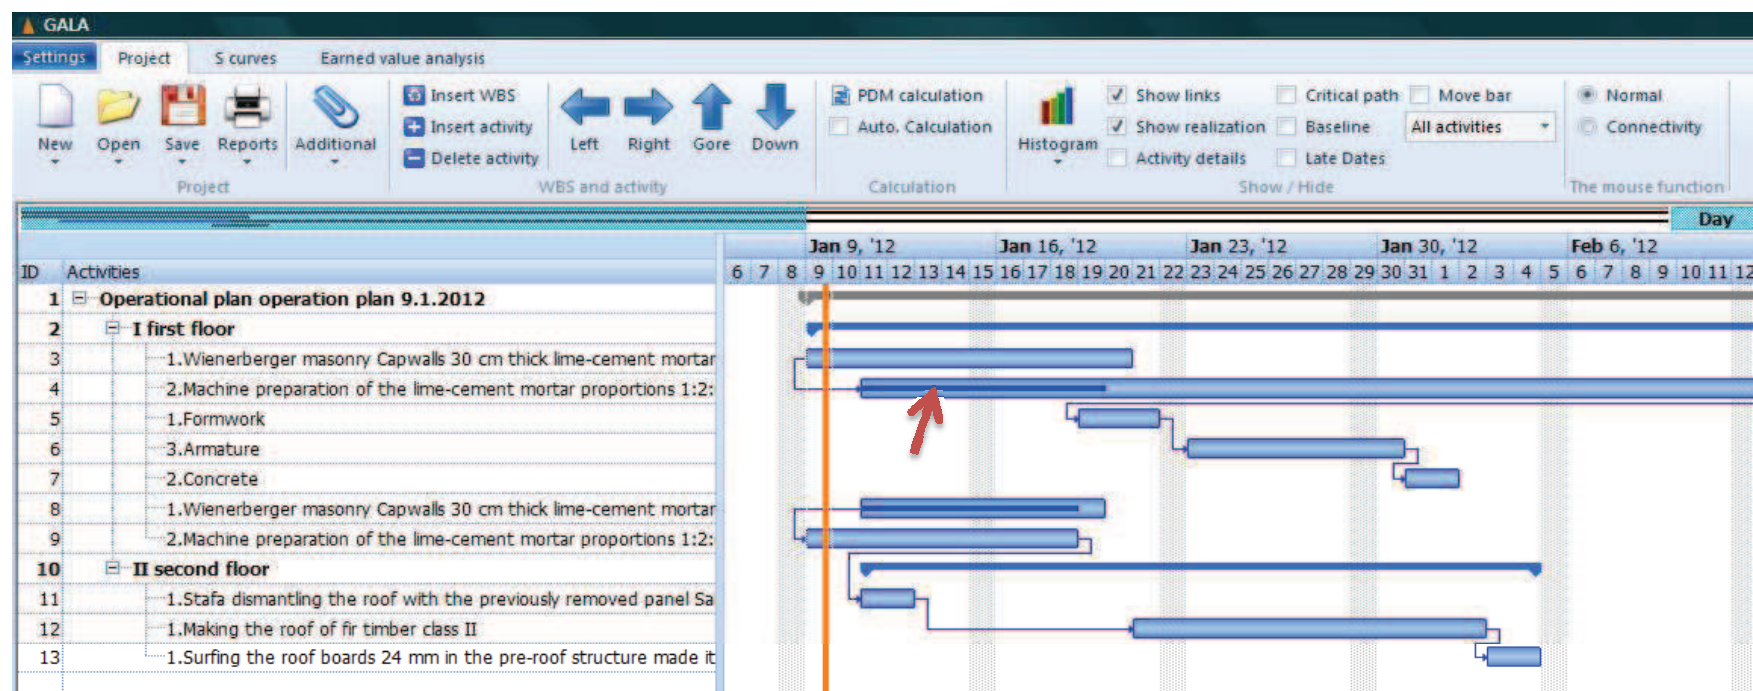 GALA
Settings Project S curves Earned value analysis
Insert WBS PDM calculation Show links Critical path Move bar Normal
Insert activity Auto. Calculation Show realization Baseline All activities Connectivity
New Open Save Reports Additional Left Right Gore Down Histogram
Delete activity Activity details Late Dates
Project WBS and activity Calculation Show / Hide The mouse function
Day
Jan 9, '12 Jan 16, '12 Jan 23, '12 Jan 30, '12 Feb 6, '12
ID Activities 6 7 8 9 10 11 12 13 14 15 16 17 18 19 20 21 22 23 24 25 26 27 28 29 30 31 1 2 3 4 5 6 7 8 9 10 11 12
1 Operational plan operation plan 9.1.2012
2 I first floor
3 1.Wienerberger masonry Capwalls 30 cm thick lime-cement mortar
4 2.Machine preparation of the lime-cement mortar proportions 1:2:
5 1.Formwork
6 3.Armature
7 2.Concrete
8 1.Wienerberger masonry Capwalls 30 cm thick lime-cement mortar
9 2.Machine preparation of the lime-cement mortar proportions 1:2:
10 II second floor
11 1.Stafa dismantling the roof with the previously removed panel Sa
12 1.Making the roof of fir timber class II
13 1.Surfing the roof boards 24 mm in the pre-roof structure made it